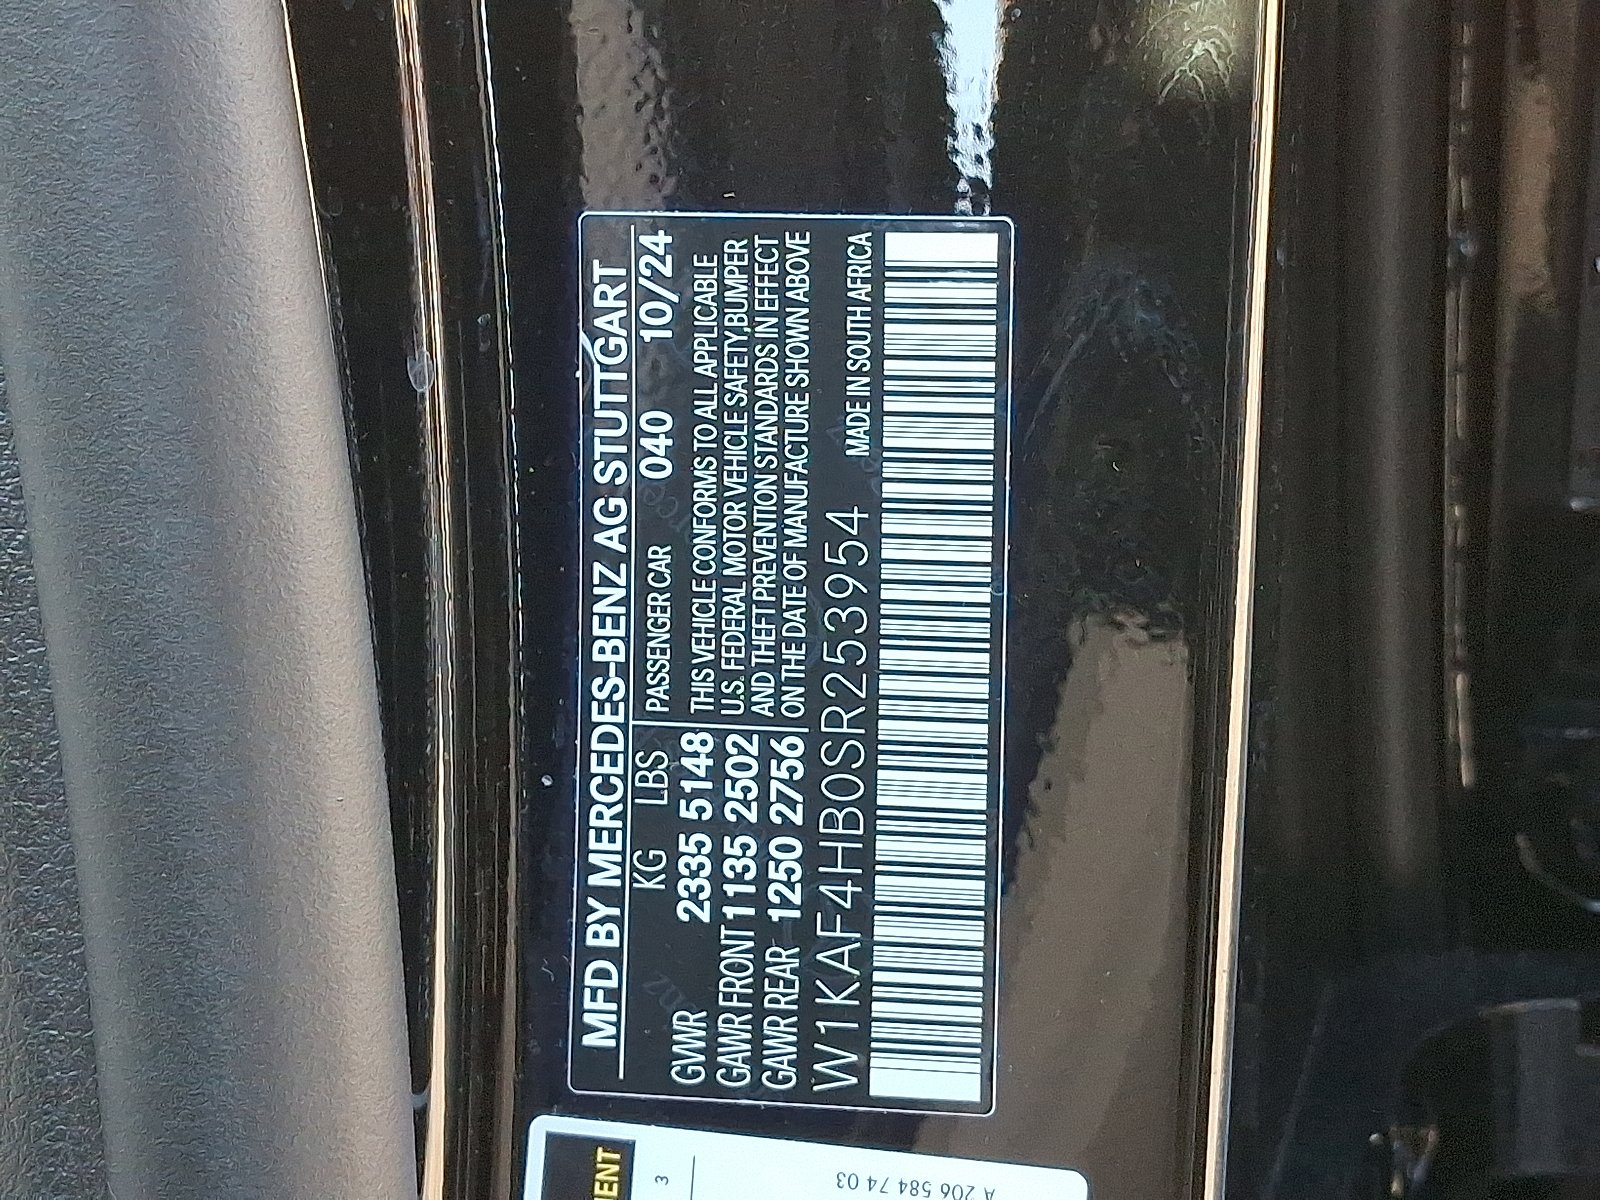 MFD BY MERCEDES-BENZ AG STUTTGART
KG LBS
GVWR 2335 5148
GAWR FRONT 1135 2502
GAWR REAR 1250 2756
PASSENGER CAR 040 10/24
THIS VEHICLE CONFORMS TO ALL APPLICABLE
U.S. FEDERAL MOTOR VEHICLE SAFETY,BUMPER
AND THEFT PREVENTION STANDARDS IN EFFECT
ON THE DATE OF MANUFACTURE SHOWN ABOVE
W1KAF4HB0SR253954
MADE IN SOUTH AFRICA
MENT
3
A 206 584 74 03